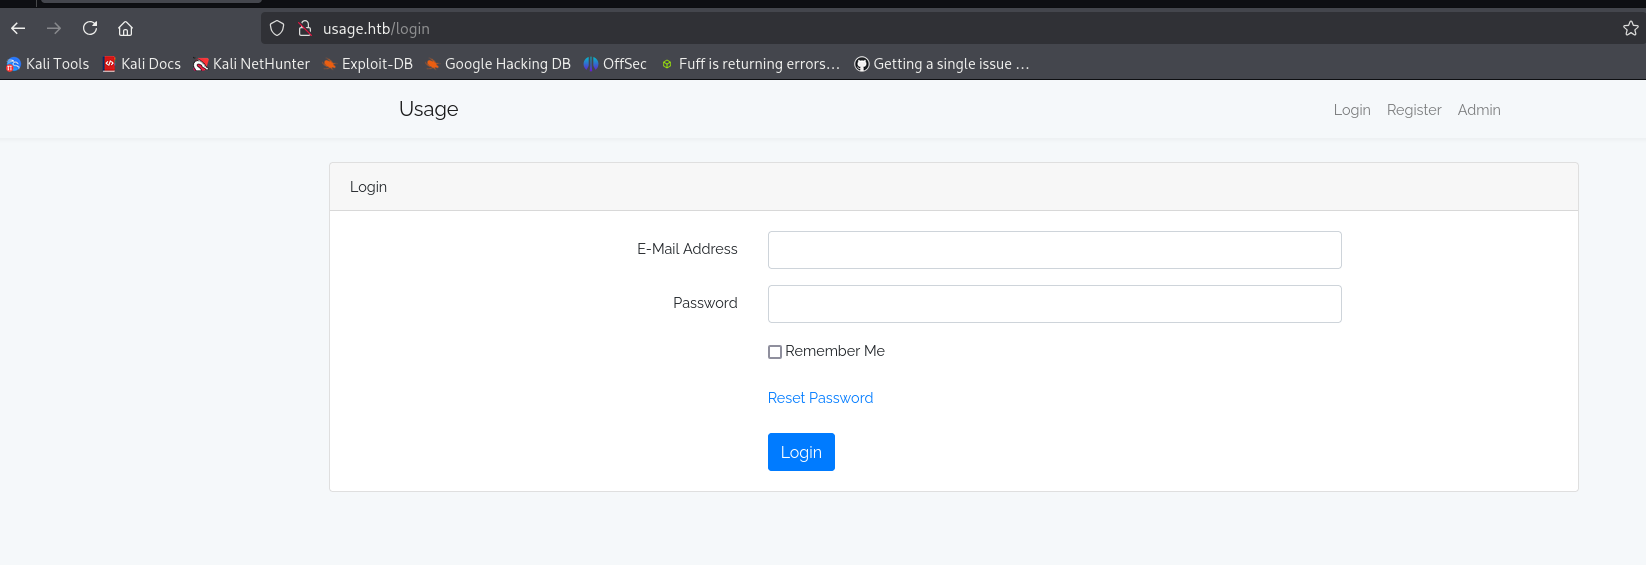 usage.htb/login
Kali Tools Kali Docs Kali NetHunter Exploit-DB Google Hacking DB OffSec Fuff is returning errors... Getting a single issue ...
Usage Login Register Admin
Login
E-Mail Address
Password
Remember Me
Reset Password
Login